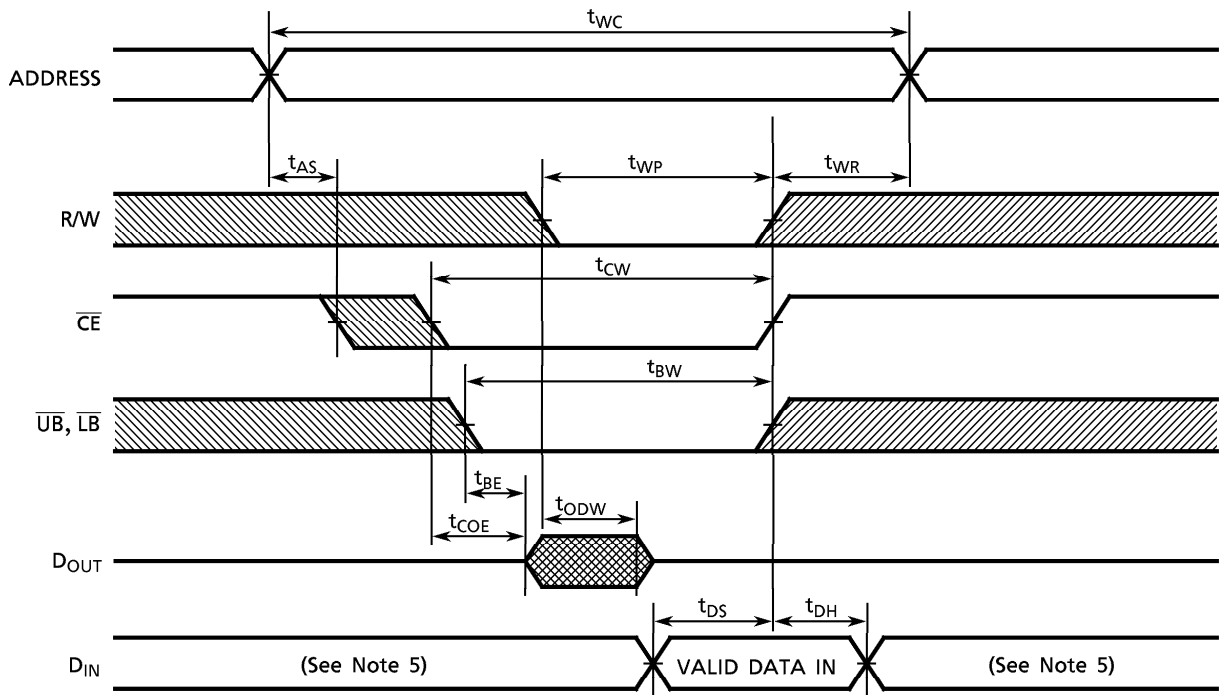 tWC
ADDRESS
tAS
tWP
tWR
R/W
tCW
CE
tBW
UB, LB
tBE
tODW
tCOE
DOUT
tDS
tDH
DIN
(See Note 5)
VALID DATA IN
(See Note 5)